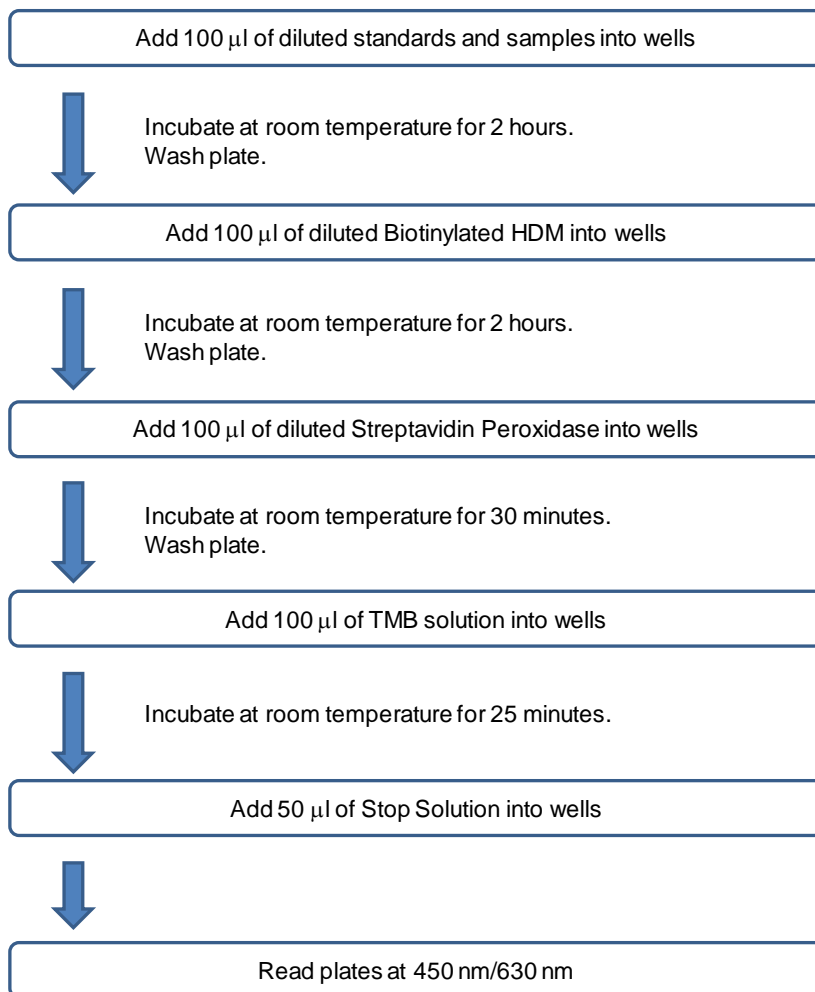 Add 100 μl of diluted standards and samples into wells
Incubate at room temperature for 2 hours.
Wash plate.
Add 100 μl of diluted Biotinylated HDM into wells
Incubate at room temperature for 2 hours.
Wash plate.
Add 100 μl of diluted Streptavidin Peroxidase into wells
Incubate at room temperature for 30 minutes.
Wash plate.
Add 100 μl of TMB solution into wells
Incubate at room temperature for 25 minutes.
Add 50 μl of Stop Solution into wells
Read plates at 450 nm/630 nm